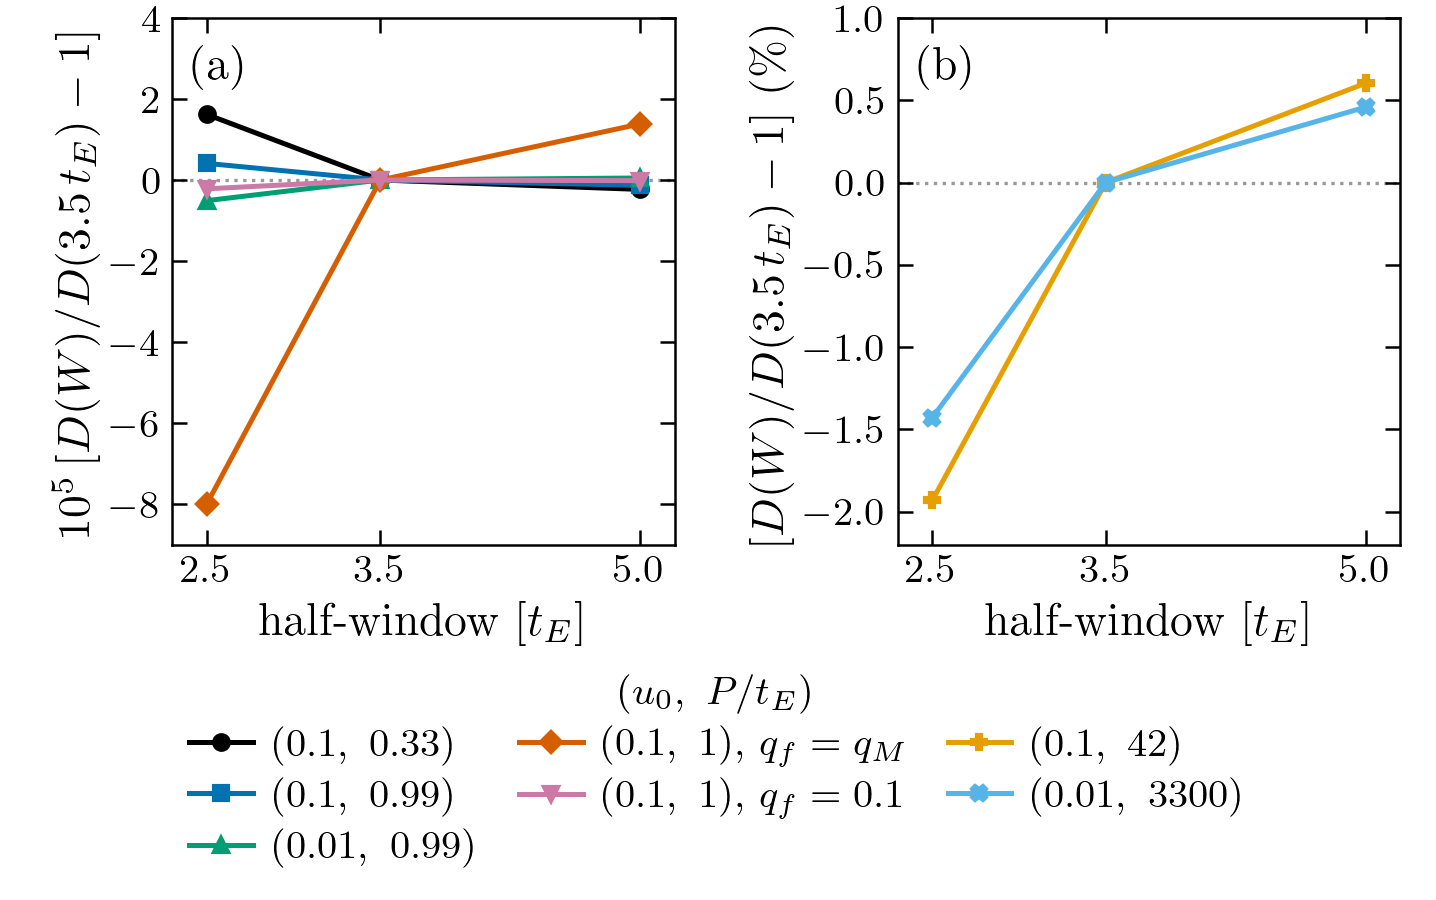 (a)
4
2
0
−2
−4
−6
−8
10⁵ [D(W)/D(3.5 t_E) − 1]
2.5 3.5 5.0
half-window [t_E]
(b)
1.0
0.5
0.0
−0.5
−1.0
−1.5
−2.0
[D(W)/D(3.5 t_E) − 1] (%)
2.5 3.5 5.0
half-window [t_E]
(u₀, P/t_E)
(0.1, 0.33)
(0.1, 0.99)
(0.01, 0.99)
(0.1, 1), q_f = q_M
(0.1, 1), q_f = 0.1
(0.1, 42)
(0.01, 3300)